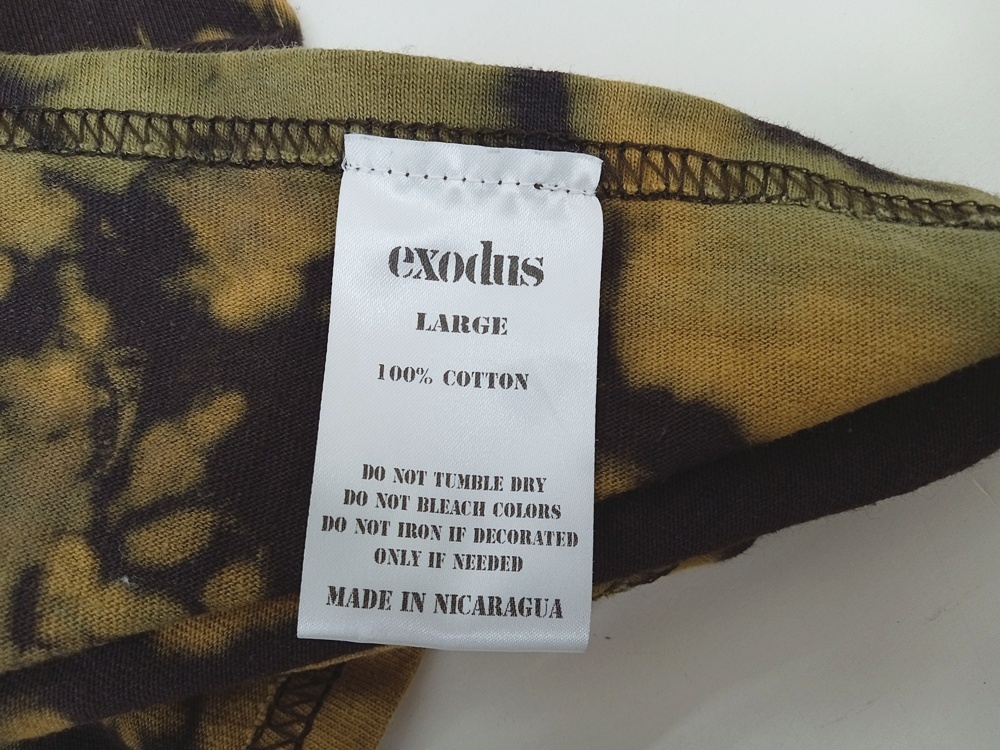 exodus
LARGE
100% COTTON
DO NOT TUMBLE DRY
DO NOT BLEACH COLORS
DO NOT IRON IF DECORATED
ONLY IF NEEDED
MADE IN NICARAGUA